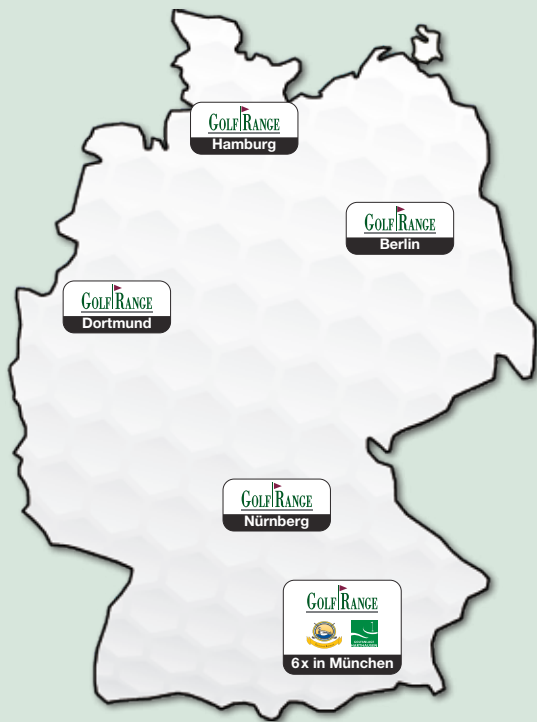 GOLF RANGE
Hamburg
GOLF RANGE
Berlin
GOLF RANGE
Dortmund
GOLF RANGE
Nürnberg
GOLF RANGE
6x in München